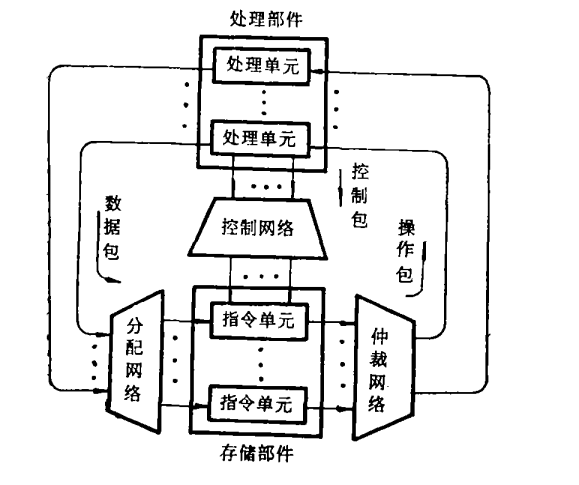 处理部件
处理单元
处理单元
控制包
数据包
控制网络
操作包
指令单元
分配网络
仲裁网络
指令单元
存储部件